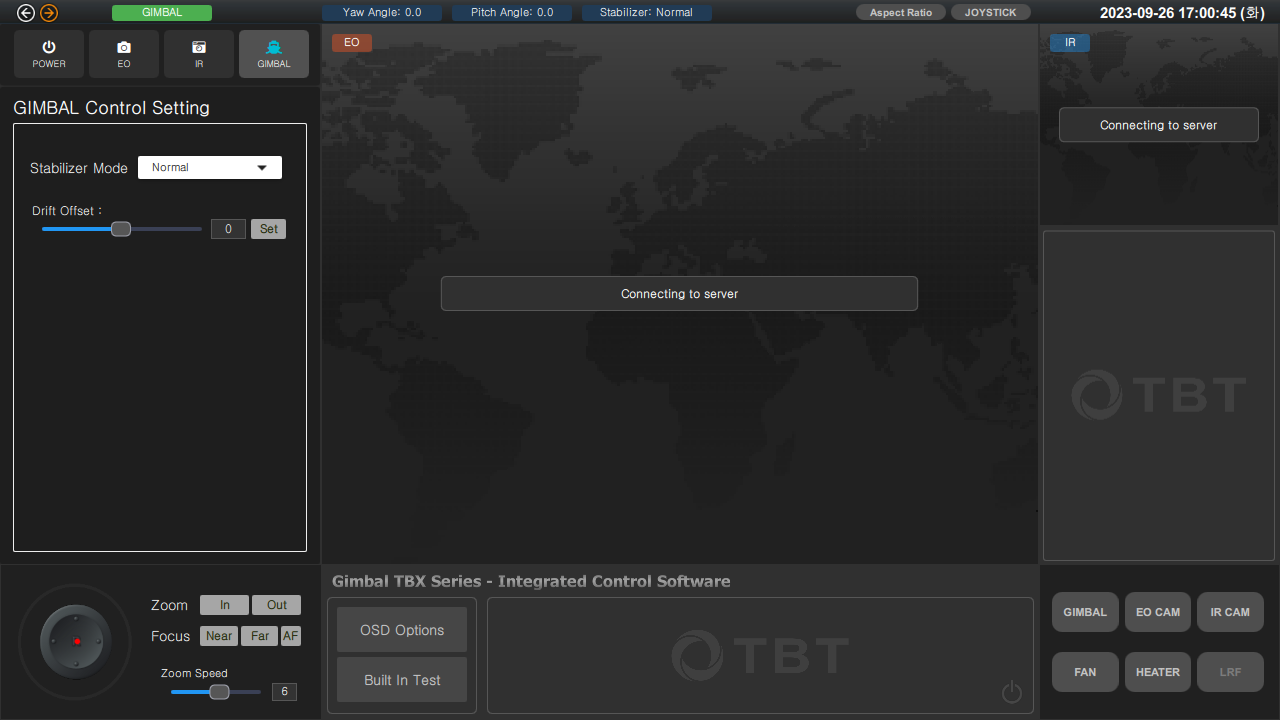 GIMBAL
Yaw Angle: 0.0
Pitch Angle: 0.0
Stabilizer: Normal
Aspect Ratio
JOYSTICK
2023-09-26 17:00:45 (화)
POWER
EO
IR
GIMBAL
GIMBAL Control Setting
Stabilizer Mode
Normal
Drift Offset :
0
Set
EO
Connecting to server
IR
Connecting to server
TBT
Zoom
In
Out
Focus
Near
Far
AF
Zoom Speed
6
Gimbal TBX Series - Integrated Control Software
OSD Options
Built In Test
TBT
GIMBAL
EO CAM
IR CAM
FAN
HEATER
LRF